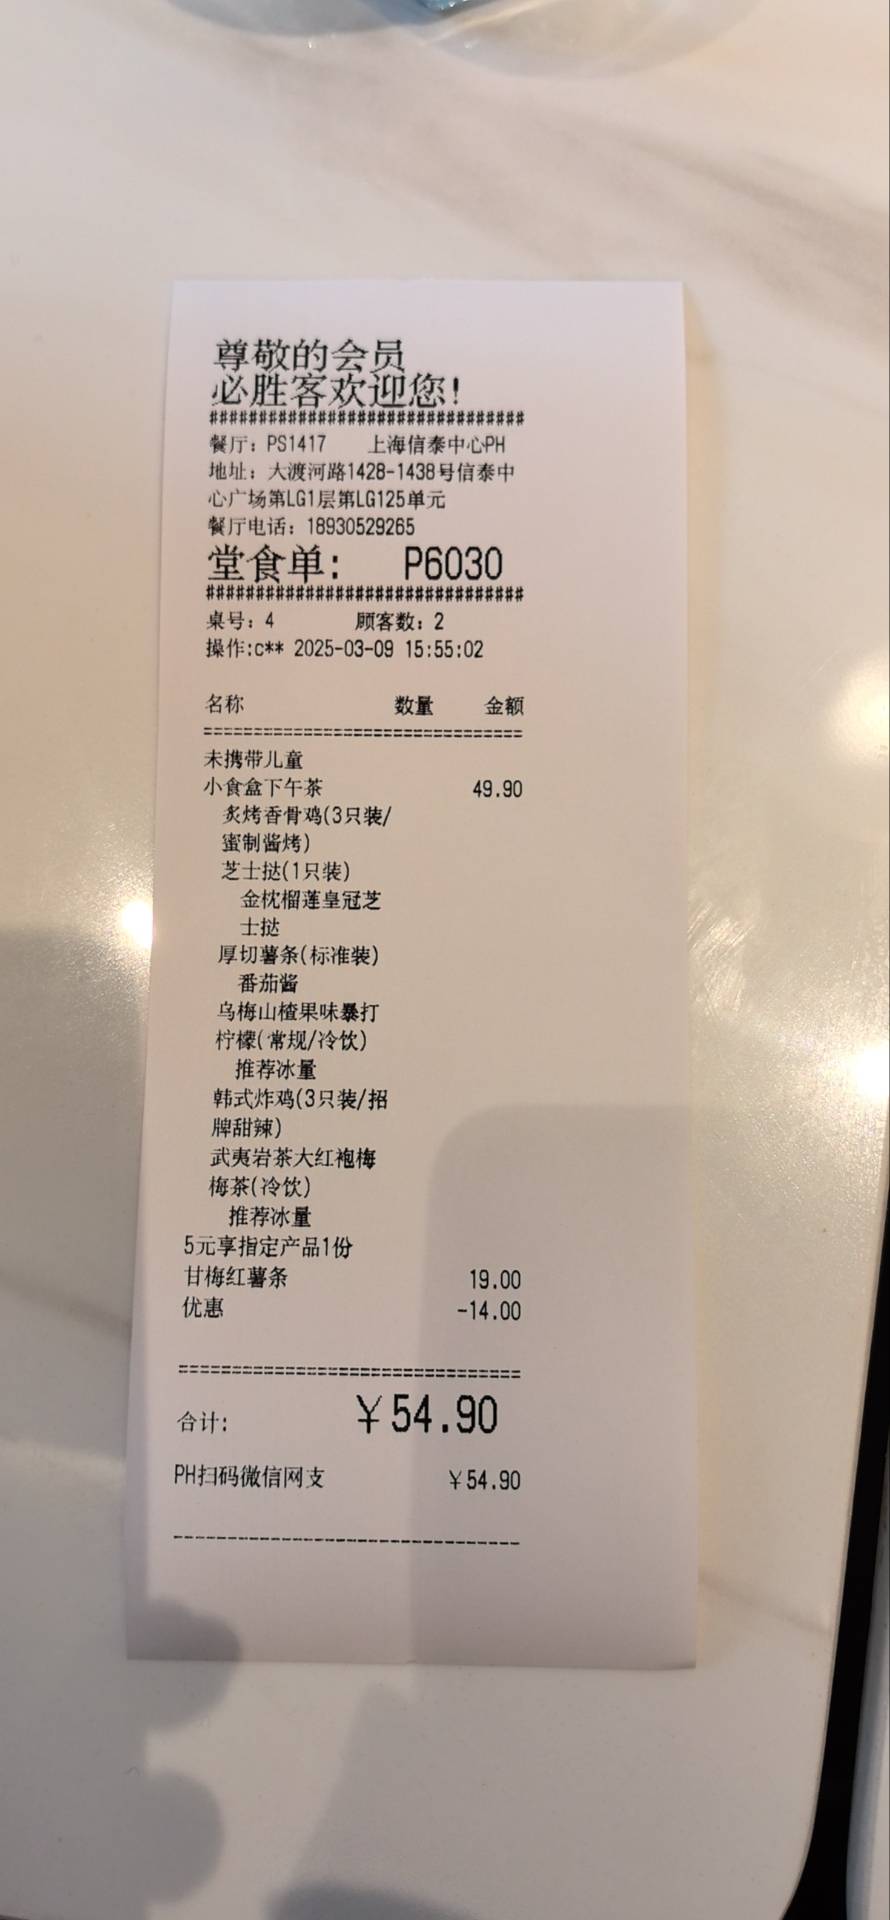 尊敬的会员
必胜客欢迎您!
################################
餐厅: PS1417 上海信泰中心PH
地址: 大渡河路1428-1438号信泰中
心广场第LG1层第LG125单元
餐厅电话: 18930529265
堂食单: P6030
################################
桌号: 4 顾客数: 2
操作:c** 2025-03-09 15:55:02
名称 数量 金额
================================
未携带儿童
小食盒下午茶 49.90
炙烤香骨鸡(3只装/
蜜制酱烤)
芝士挞(1只装)
金枕榴莲皇冠芝
士挞
厚切薯条(标准装)
番茄酱
乌梅山楂果味暴打
柠檬(常规/冷饮)
推荐冰量
韩式炸鸡(3只装/招
牌甜辣)
武夷岩茶大红袍梅
梅茶(冷饮)
推荐冰量
5元享指定产品1份
甘梅红薯条 19.00
优惠 -14.00
================================
合计: ￥54.90
PH扫码微信网支 ￥54.90
--------------------------------